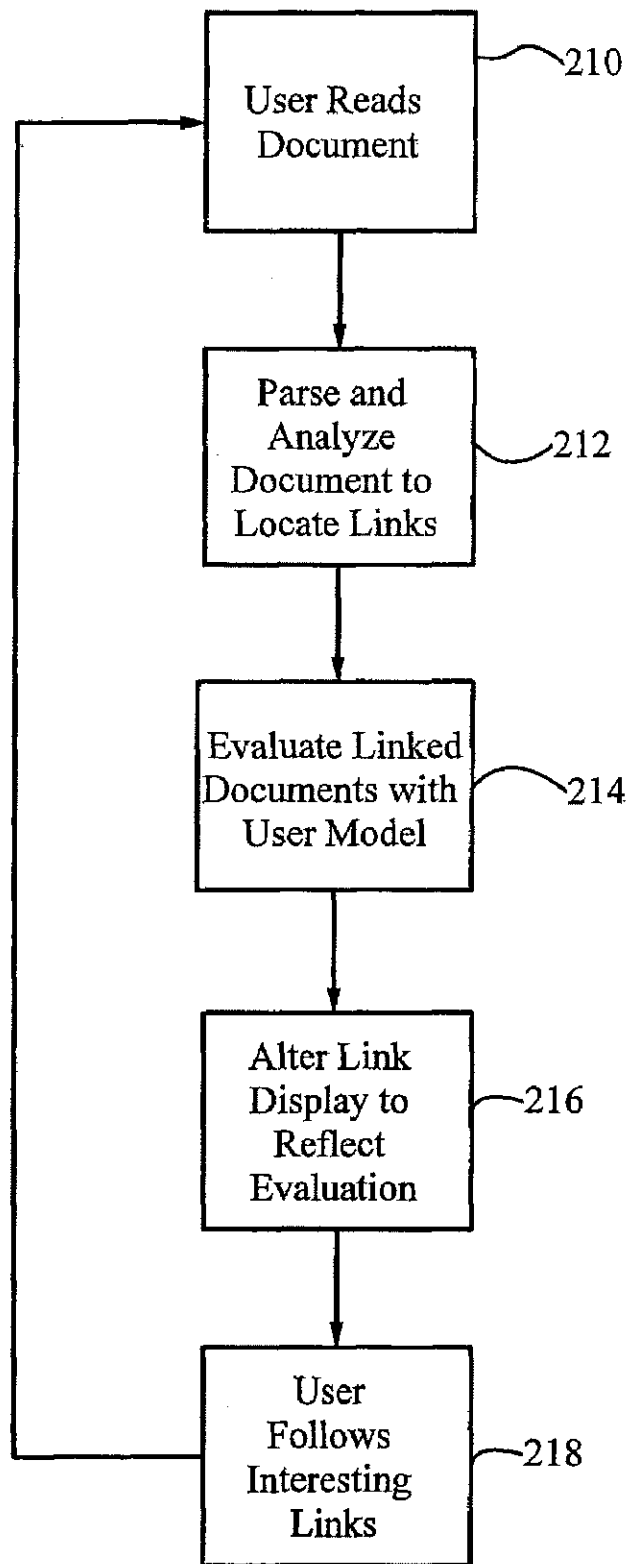 User Reads
Document
210
Parse and
Analyze
Document to
Locate Links
212
Evaluate Linked
Documents with
User Model
214
Alter Link
Display to
Reflect
Evaluation
216
User
Follows
Interesting
Links
218